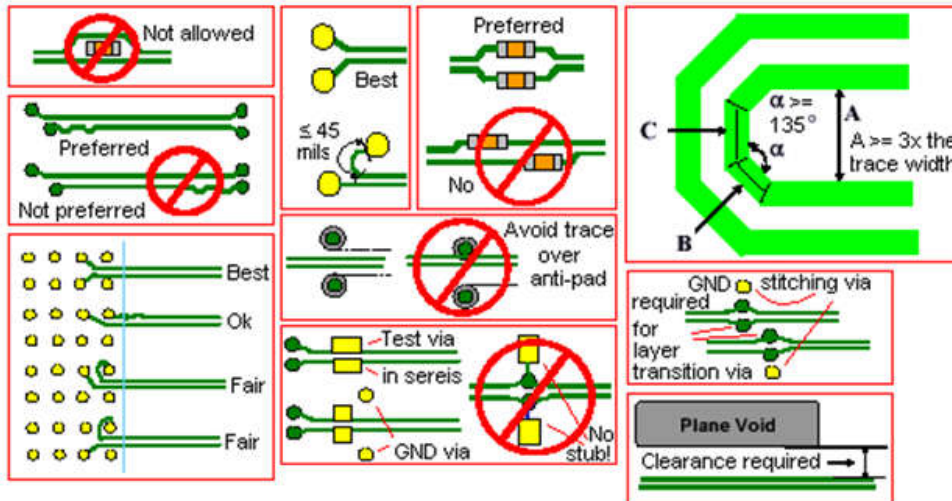 Not allowed
Preferred
Not preferred
Best
≤ 45
mils
Preferred
No
α >=
135°
A
A >= 3x the
trace width
C
α
B
Best
Ok
Fair
Fair
Avoid trace
over
anti-pad
Test via
in sereis
GND via
No
stub!
GND stitching via
required
for
layer
transition via
Plane Void
Clearance required